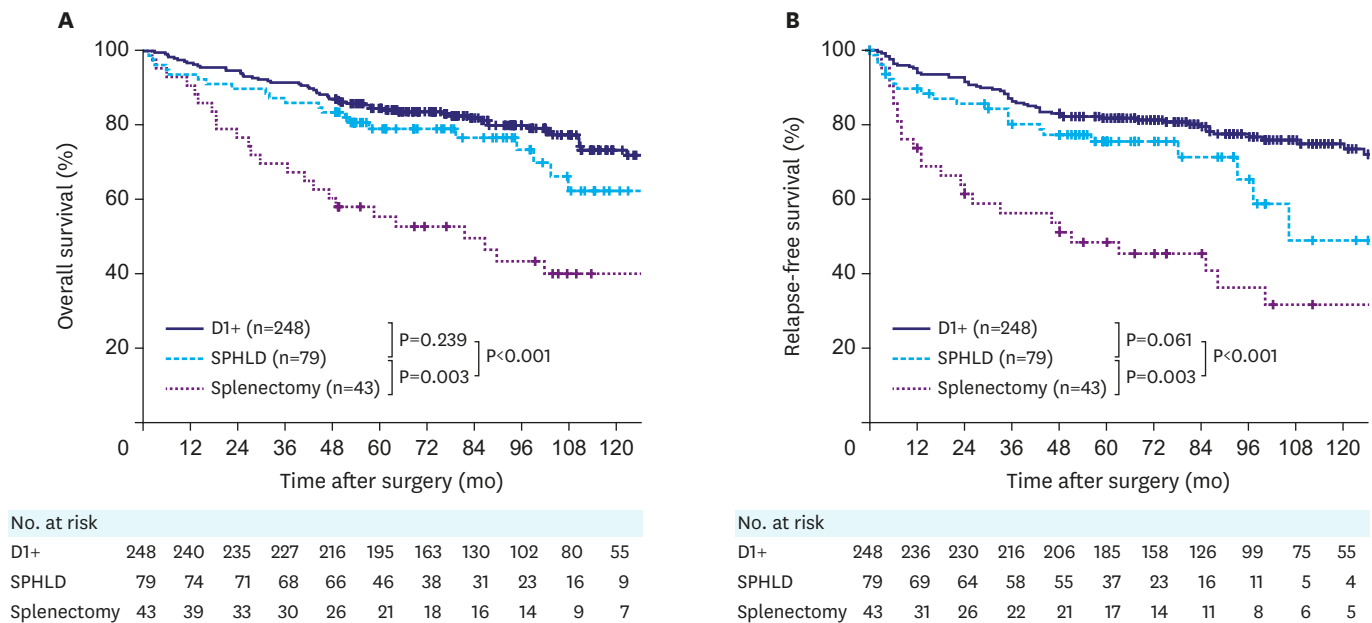 A
Overall survival (%)
100
80
60
40
20
0
D1+ (n=248)
SPHLD (n=79)
Splenectomy (n=43)
P=0.239
P=0.003
P<0.001
12 24 36 48 60 72 84 96 108 120
Time after surgery (mo)
No. at risk
D1+ 248 240 235 227 216 195 163 130 102 80 55
SPHLD 79 74 71 68 66 46 38 31 23 16 9
Splenectomy 43 39 33 30 26 21 18 16 14 9 7
B
Relapse-free survival (%)
100
80
60
40
20
0
D1+ (n=248)
SPHLD (n=79)
Splenectomy (n=43)
P=0.061
P=0.003
P<0.001
12 24 36 48 60 72 84 96 108 120
Time after surgery (mo)
No. at risk
D1+ 248 236 230 216 206 185 158 126 99 75 55
SPHLD 79 69 64 58 55 37 23 16 11 5 4
Splenectomy 43 31 26 22 21 17 14 11 8 6 5